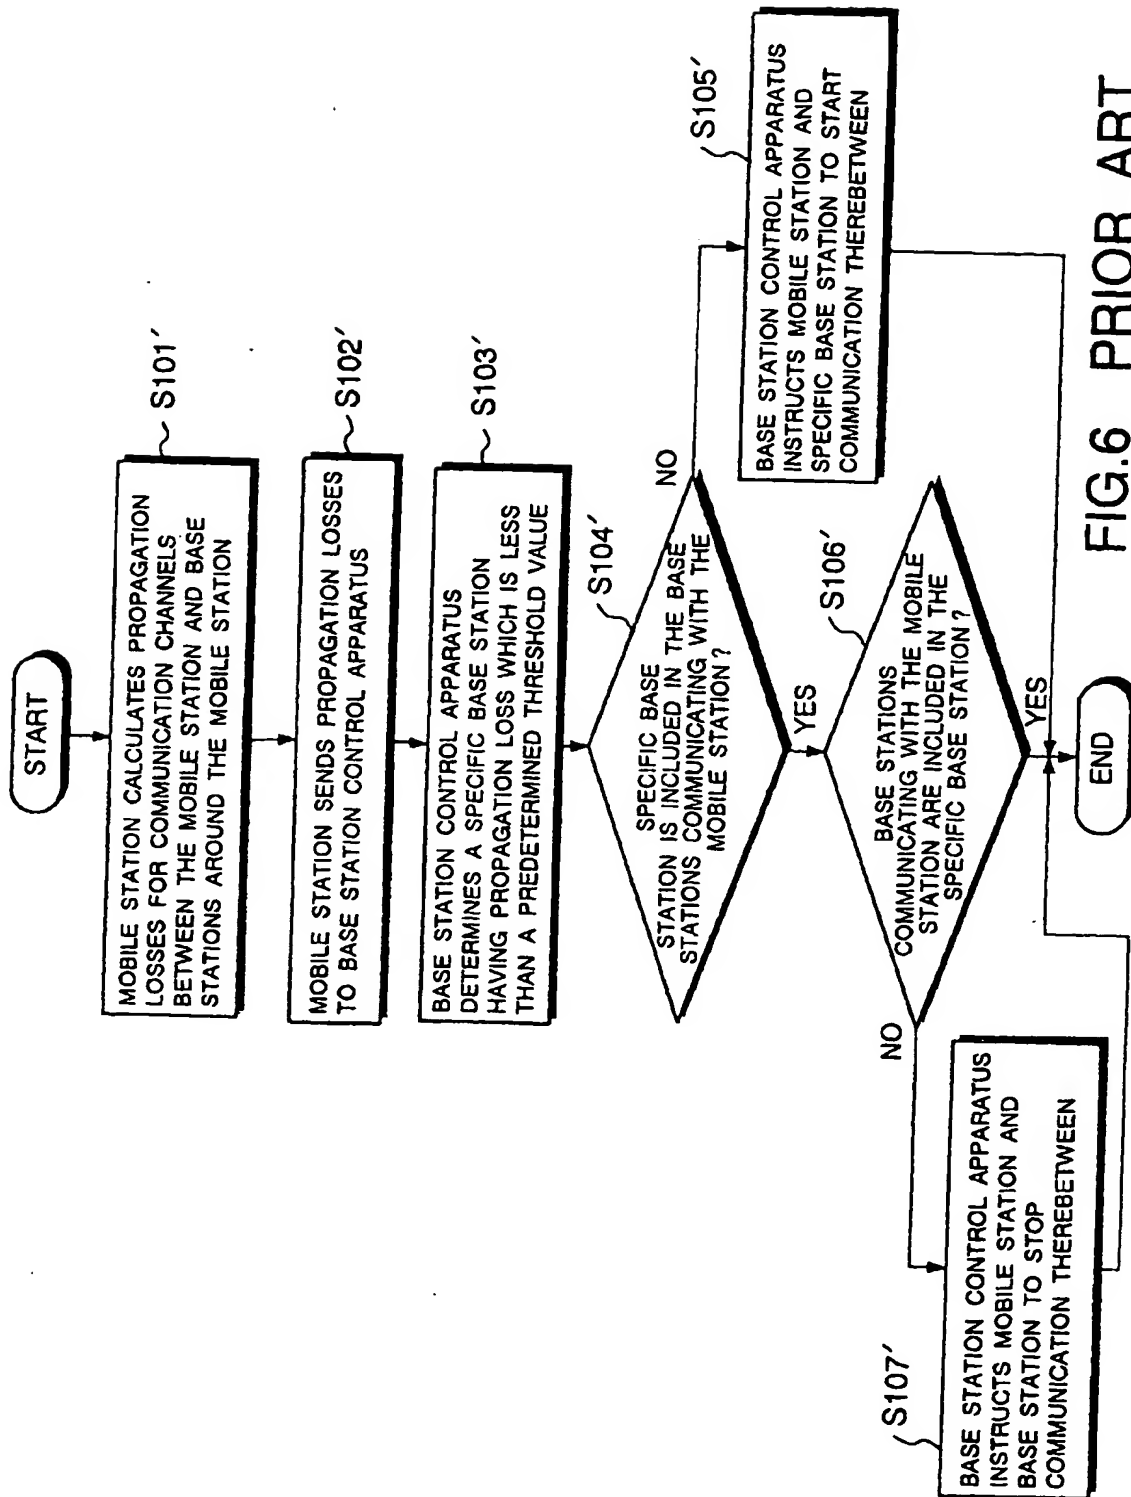 START
MOBILE STATION CALCULATES PROPAGATION
LOSSES FOR COMMUNICATION CHANNELS
BETWEEN THE MOBILE STATION AND BASE
STATIONS AROUND THE MOBILE STATION
S101′
MOBILE STATION SENDS PROPAGATION LOSSES
TO BASE STATION CONTROL APPARATUS
S102′
BASE STATION CONTROL APPARATUS
DETERMINES A SPECIFIC BASE STATION
HAVING PROPAGATION LOSS WHICH IS LESS
THAN A PREDETERMINED THRESHOLD VALUE
S103′
SPECIFIC BASE
STATION IS INCLUDED IN THE BASE
STATIONS COMMUNICATING WITH THE
MOBILE STATION?
S104′
NO
YES
BASE STATION CONTROL APPARATUS
INSTRUCTS MOBILE STATION AND
SPECIFIC BASE STATION TO START
COMMUNICATION THEREBETWEEN
S105′
BASE STATIONS
COMMUNICATING WITH THE MOBILE
STATION ARE INCLUDED IN THE
SPECIFIC BASE STATION?
S106′
NO
YES
BASE STATION CONTROL APPARATUS
INSTRUCTS MOBILE STATION AND
BASE STATION TO STOP
COMMUNICATION THEREBETWEEN
S107′
END
FIG.6 PRIOR ART